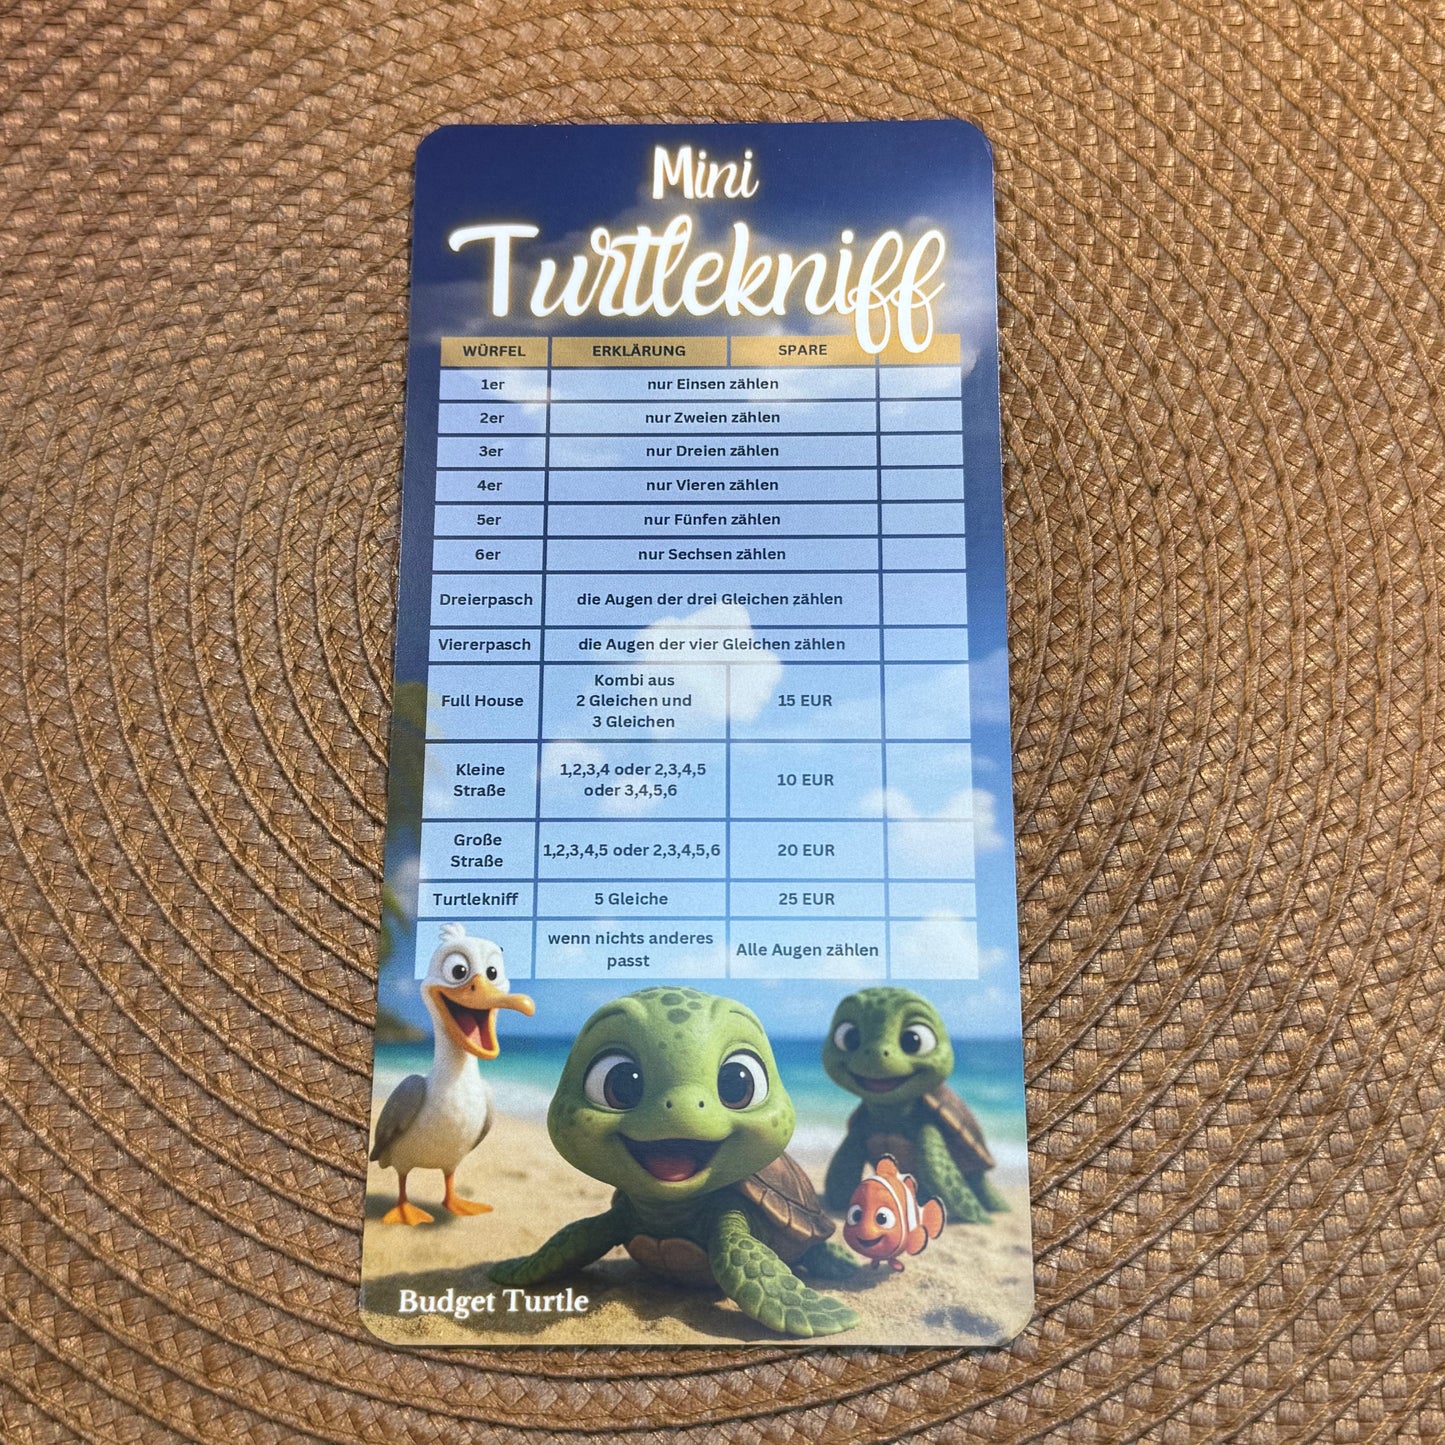 Mini
Turtlekniff
WÜRFEL ERKLÄRUNG SPARE
1er nur Einsen zählen
2er nur Zweien zählen
3er nur Dreien zählen
4er nur Vieren zählen
5er nur Fünfen zählen
6er nur Sechsen zählen
Dreierpasch die Augen der drei Gleichen zählen
Viererpasch die Augen der vier Gleichen zählen
Kombi aus
Full House 2 Gleichen und 15 EUR
3 Gleichen
Kleine 1,2,3,4 oder 2,3,4,5
Straße oder 3,4,5,6 10 EUR
Große
Straße 1,2,3,4,5 oder 2,3,4,5,6 20 EUR
Turtlekniff 5 Gleiche 25 EUR
wenn nichts anderes
passt Alle Augen zählen
Budget Turtle